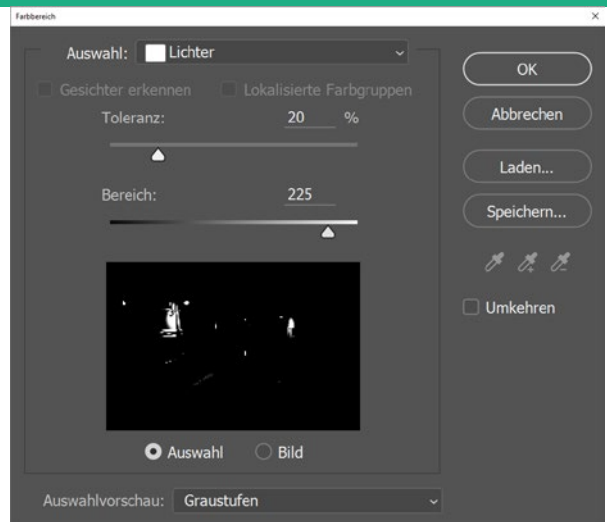 Farbbereich
Auswahl: Lichter
Gesichter erkennen Lokalisierte Farbgruppen
Toleranz: 20 %
Bereich: 225
Auswahl Bild
Auswahlvorschau: Graustufen
OK
Abbrechen
Laden...
Speichern...
Umkehren